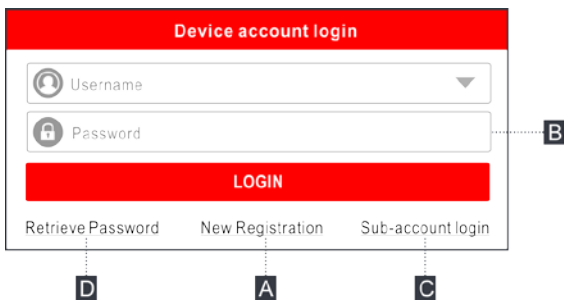 Device account login
Username
Password
B
LOGIN
Retrieve Password New Registration Sub-account login
D A C